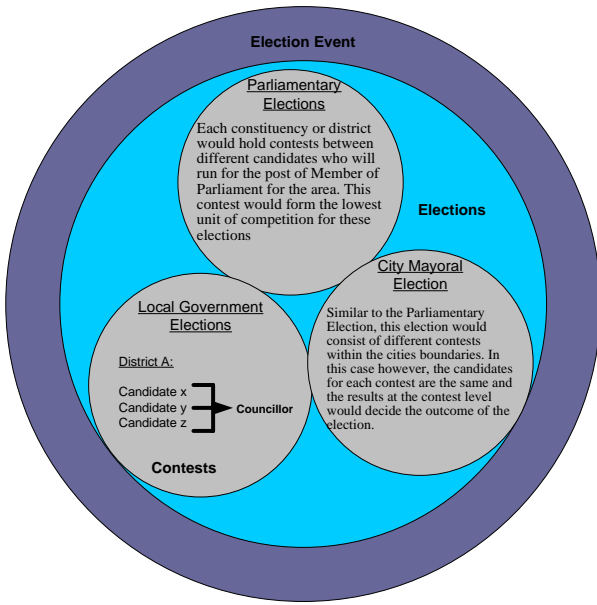 Election Event
Parliamentary
Elections
Each constituency or district
would hold contests between
different candidates who will
run for the post of Member of
Parliament for the area. This
contest would form the lowest
unit of competition for these
elections
Elections
City Mayoral
Election
Similar to the Parliamentary
Election, this election would
consist of different contests
within the cities boundaries. In
this case however, the candidates
for each contest are the same and
the results at the contest level
would decide the outcome of the
election.
Local Government
Elections
District A:
Candidate x
Candidate y
Candidate z
Councillor
Contests